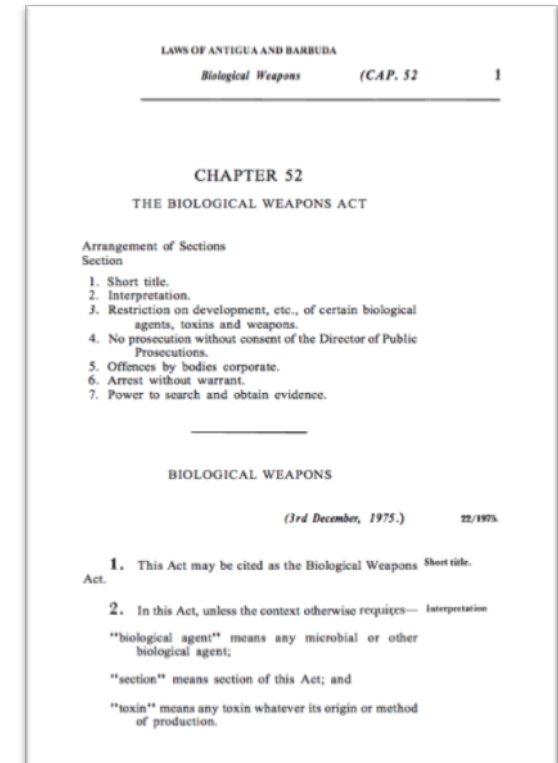 LAWS OF ANTIGUA AND BARBUDA
Biological Weapons (CAP. 52 1
CHAPTER 52
THE BIOLOGICAL WEAPONS ACT
Arrangement of Sections
Section
1. Short title.
2. Interpretation.
3. Restriction on development, etc., of certain biological
agents, toxins and weapons.
4. No prosecution without consent of the Director of Public
Prosecutions.
5. Offences by bodies corporate.
6. Arrest without warrant.
7. Power to search and obtain evidence.
BIOLOGICAL WEAPONS
(3rd December, 1975.) 22/1975.
1. This Act may be cited as the Biological Weapons Short title.
Act.
2. In this Act, unless the context otherwise requires— Interpretation
"biological agent" means any microbial or other
biological agent;
"section" means section of this Act; and
"toxin" means any toxin whatever its origin or method
of production.